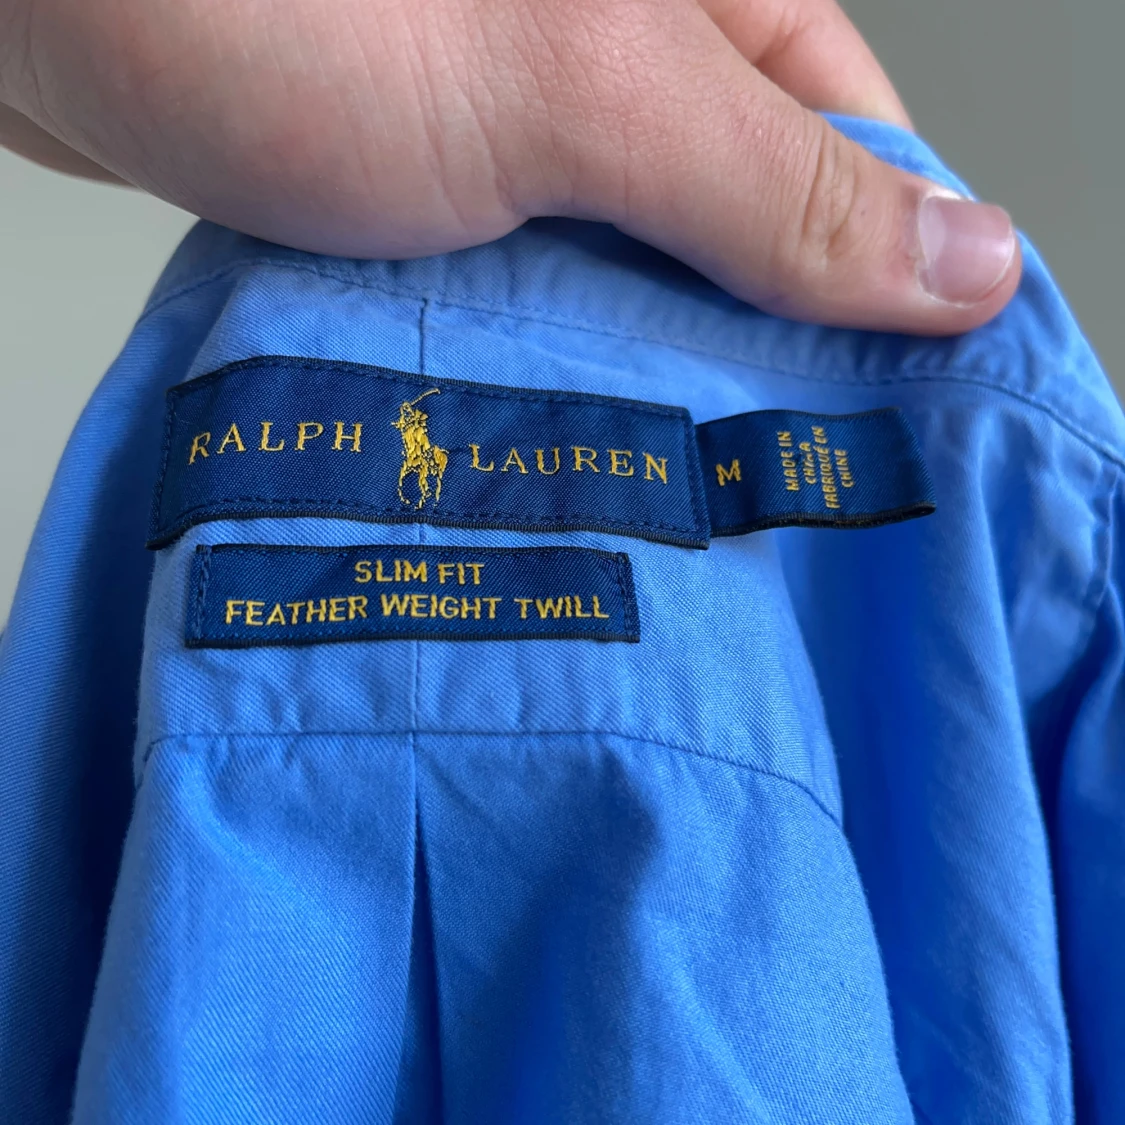 RALPH LAUREN
M
MADE IN
CHINA
FABRIQUÉ EN
CHINE
SLIM FIT
FEATHER WEIGHT TWILL